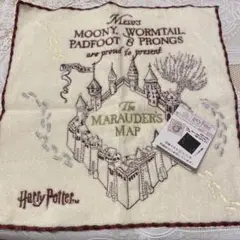 Messrs
MOONY, WORMTAIL
PADFOOT & PRONGS
are proud to present
The
MARAUDER'S
MAP
Harry Potter